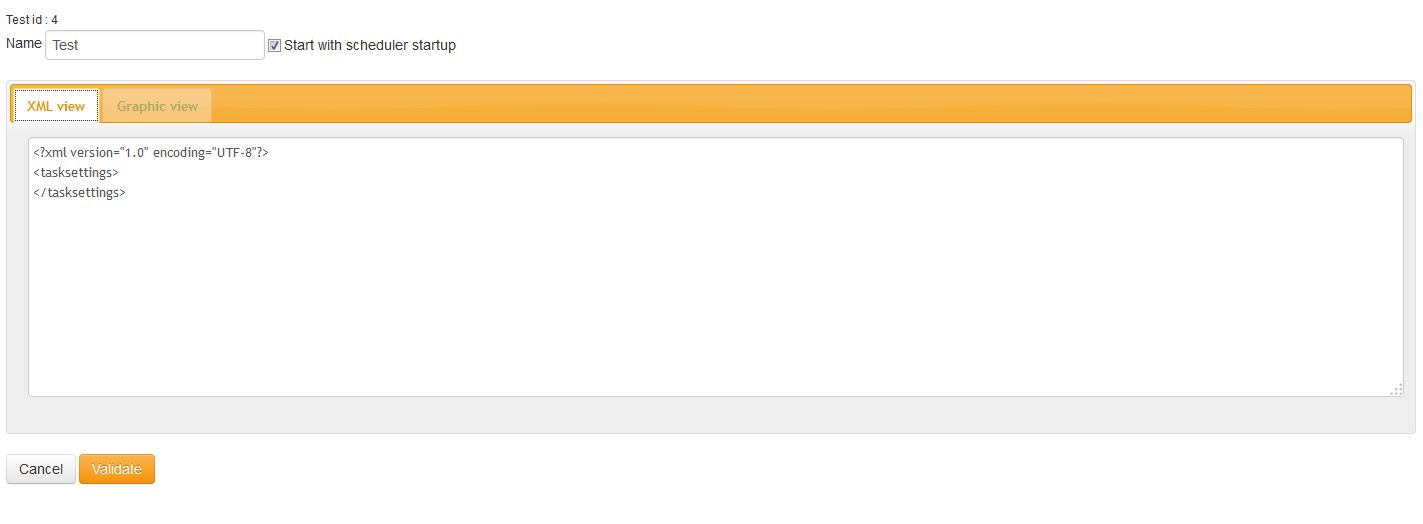 Test id : 4
Name Test Start with scheduler startup
XML view Graphic view
<?xml version="1.0" encoding="UTF-8"?>
<tasksettings>
</tasksettings>
Cancel Validate